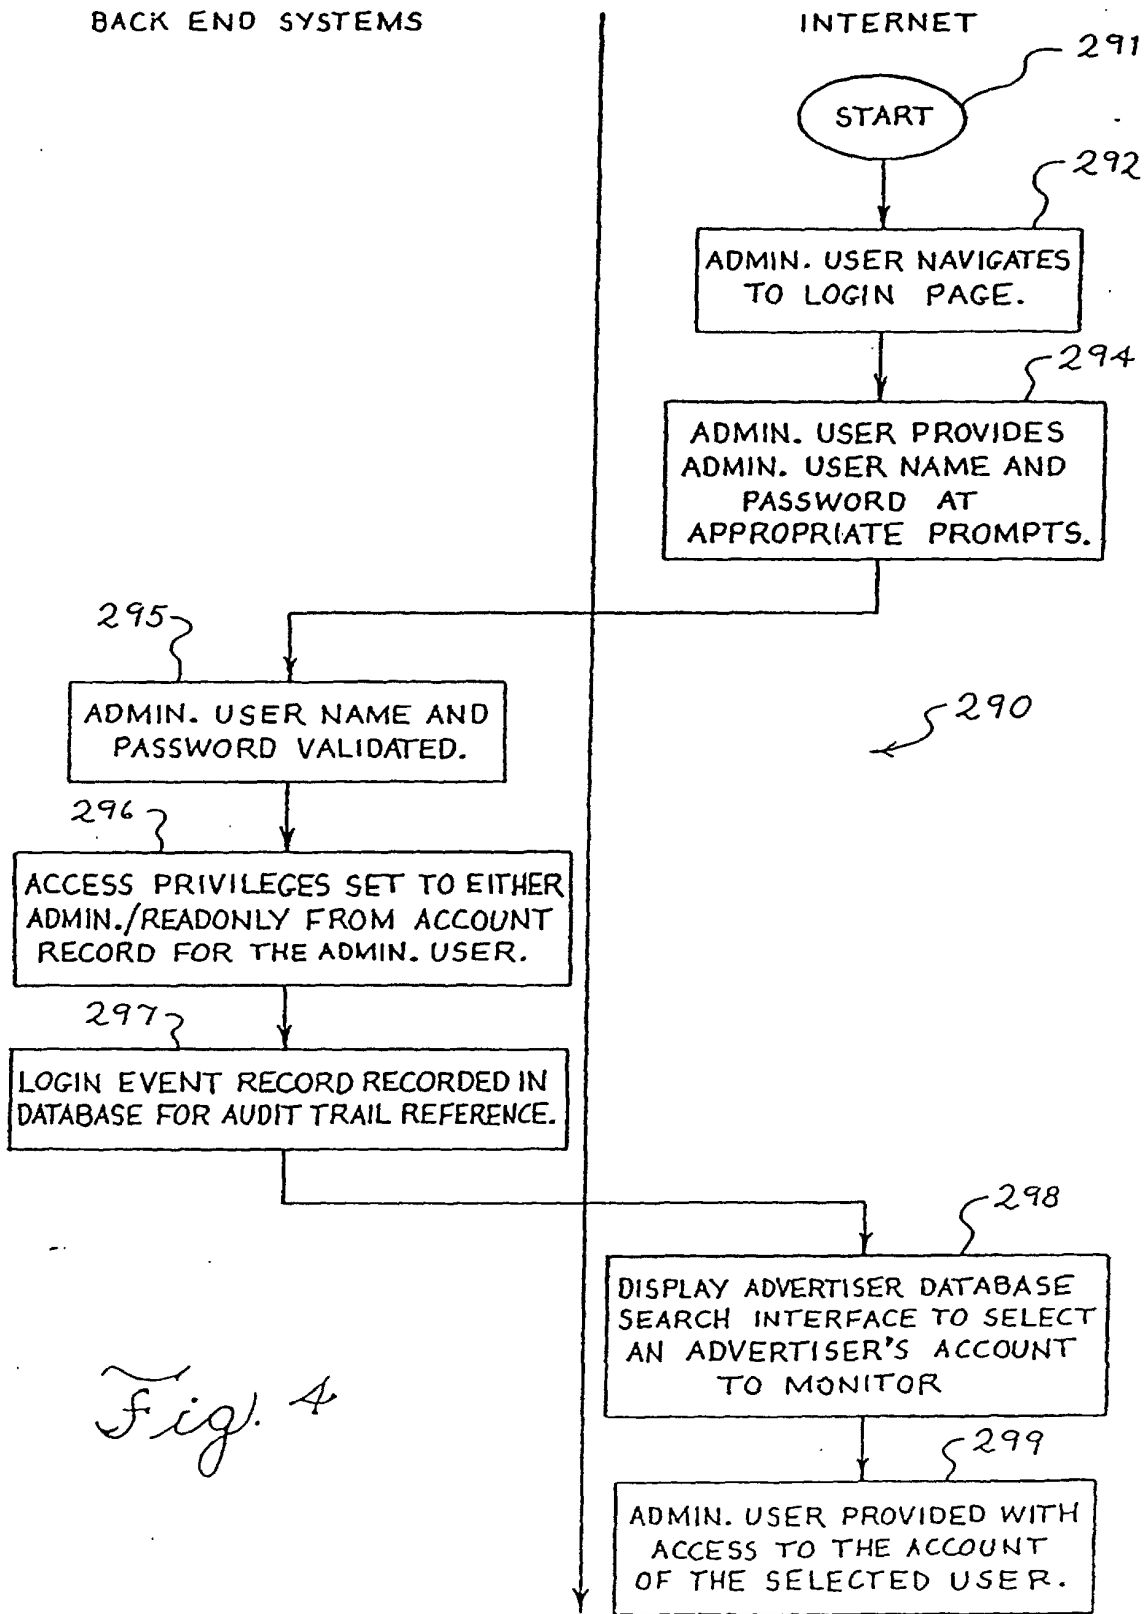 BACK END SYSTEMS
INTERNET
291
START
292
ADMIN. USER NAVIGATES
TO LOGIN PAGE.
294
ADMIN. USER PROVIDES
ADMIN. USER NAME AND
PASSWORD AT
APPROPRIATE PROMPTS.
295
ADMIN. USER NAME AND
PASSWORD VALIDATED.
290
296
ACCESS PRIVILEGES SET TO EITHER
ADMIN./READONLY FROM ACCOUNT
RECORD FOR THE ADMIN. USER.
297
LOGIN EVENT RECORD RECORDED IN
DATABASE FOR AUDIT TRAIL REFERENCE.
298
DISPLAY ADVERTISER DATABASE
SEARCH INTERFACE TO SELECT
AN ADVERTISER'S ACCOUNT
TO MONITOR
299
ADMIN. USER PROVIDED WITH
ACCESS TO THE ACCOUNT
OF THE SELECTED USER.
Fig. 4